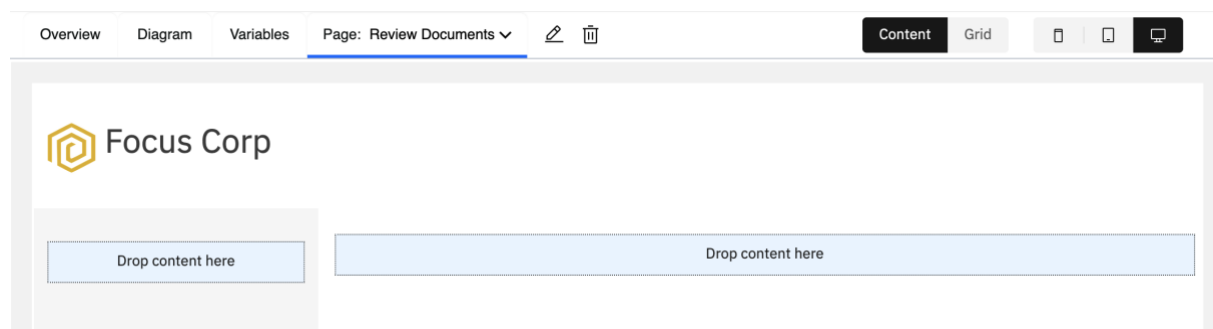 Overview Diagram Variables Page: Review Documents Content Grid
Focus Corp
Drop content here Drop content here